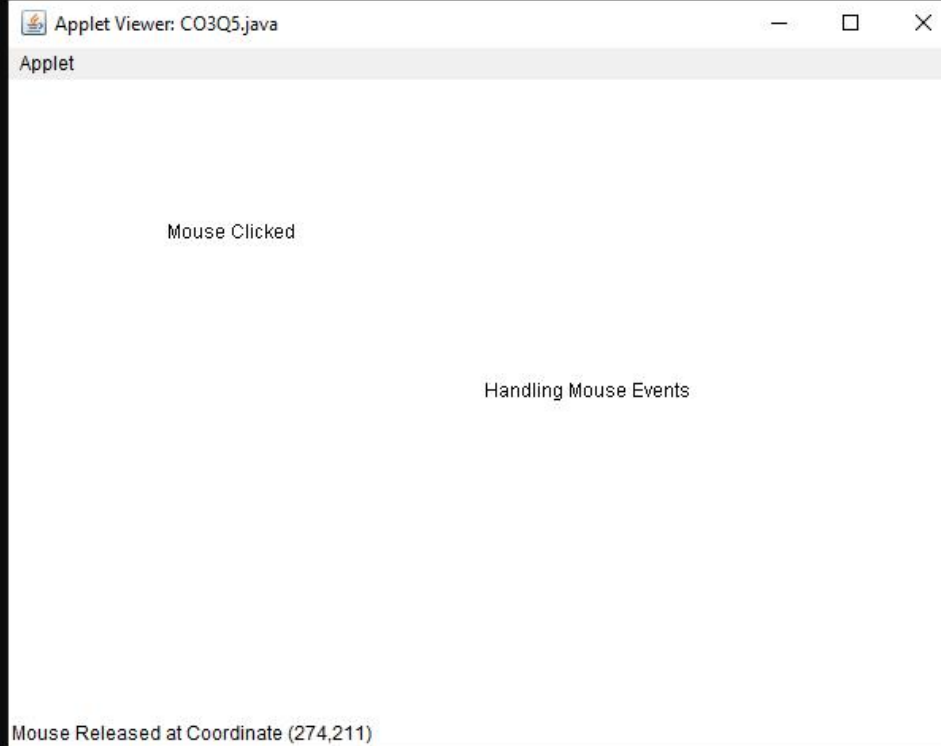 Applet Viewer: CO3Q5.java
Applet
Mouse Clicked
Handling Mouse Events
Mouse Released at Coordinate (274,211)